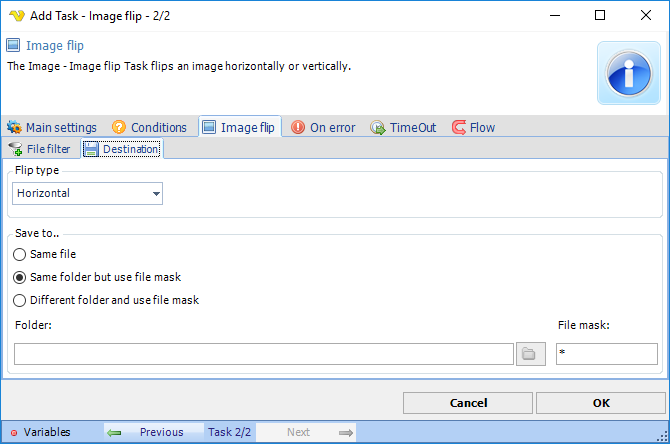 Add Task - Image flip - 2/2
Image flip
The Image - Image flip Task flips an image horizontally or vertically.
Main settings Conditions Image flip On error TimeOut Flow
File filter Destination
Flip type
Horizontal
Save to..
Same file
Same folder but use file mask
Different folder and use file mask
Folder: File mask:
*
Cancel OK
Variables Previous Task 2/2 Next